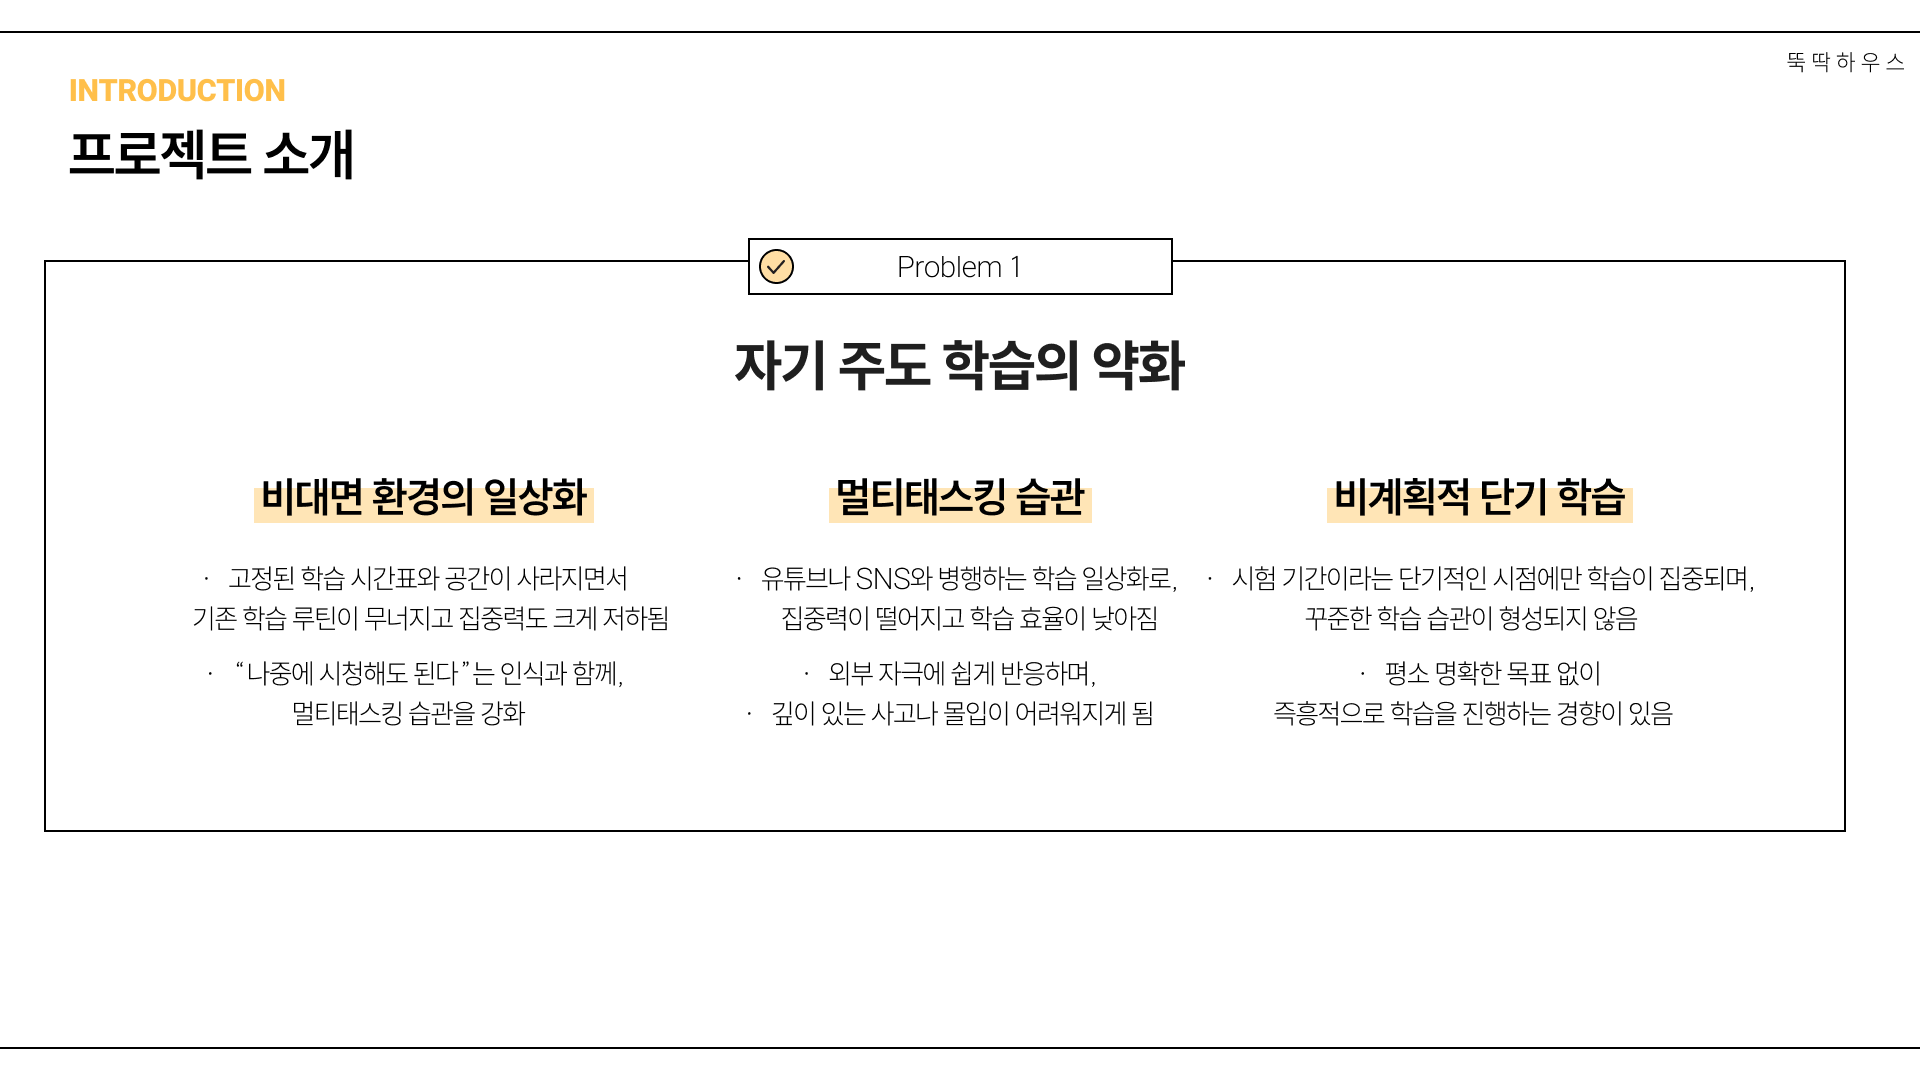 뚝딱하우스
INTRODUCTION
프로젝트 소개
Problem 1
자기 주도 학습의 약화
비대면 환경의 일상화
· 고정된 학습 시간표와 공간이 사라지면서
기존 학습 루틴이 무너지고 집중력도 크게 저하됨
· “나중에 시청해도 된다”는 인식과 함께,
멀티태스킹 습관을 강화
멀티태스킹 습관
· 유튜브나 SNS와 병행하는 학습 일상화로,
집중력이 떨어지고 학습 효율이 낮아짐
· 외부 자극에 쉽게 반응하며,
· 깊이 있는 사고나 몰입이 어려워지게 됨
비계획적 단기 학습
· 시험 기간이라는 단기적인 시점에만 학습이 집중되며,
꾸준한 학습 습관이 형성되지 않음
· 평소 명확한 목표 없이
즉흥적으로 학습을 진행하는 경향이 있음